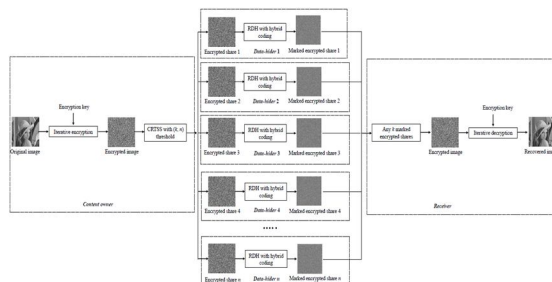 Encryption key
Iterative encryption
Original image
Encrypted image
CRTSS with (k, n)
threshold
Content owner
Encrypted share 1
RDH with hybrid
coding
Data-hider 1
Marked encrypted share 1
Encrypted share 2
RDH with hybrid
coding
Data-hider 2
Marked encrypted share 2
Encrypted share 3
RDH with hybrid
coding
Data-hider 3
Marked encrypted share 3
Encrypted share 4
RDH with hybrid
coding
Data-hider 4
Marked encrypted share 4
.....
Encrypted share n
RDH with hybrid
coding
Data-hider n
Marked encrypted share n
Any k marked
encrypted shares
Encrypted image
Encryption key
Iterative decryption
Recovered image
Receiver